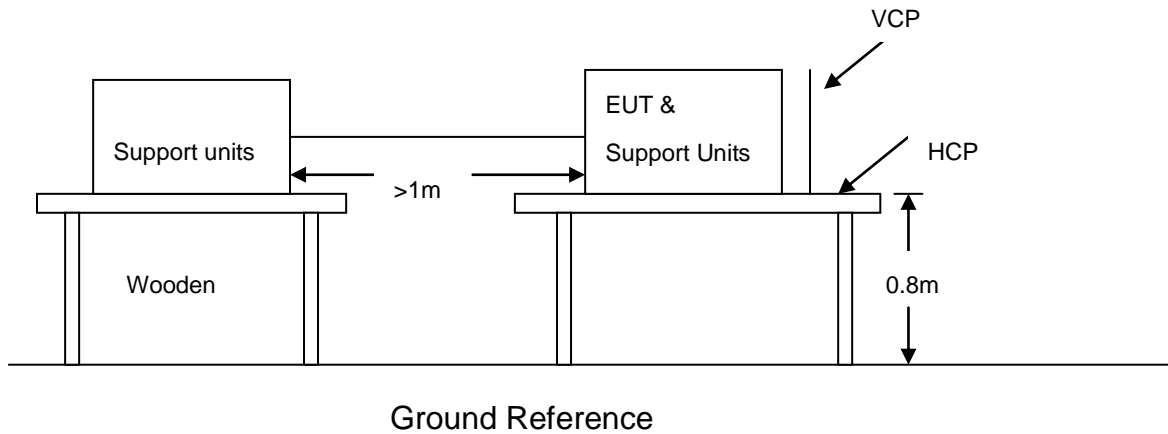 VCP
EUT &
Support units
Support Units
HCP
>1m
Wooden
0.8m
Ground Reference